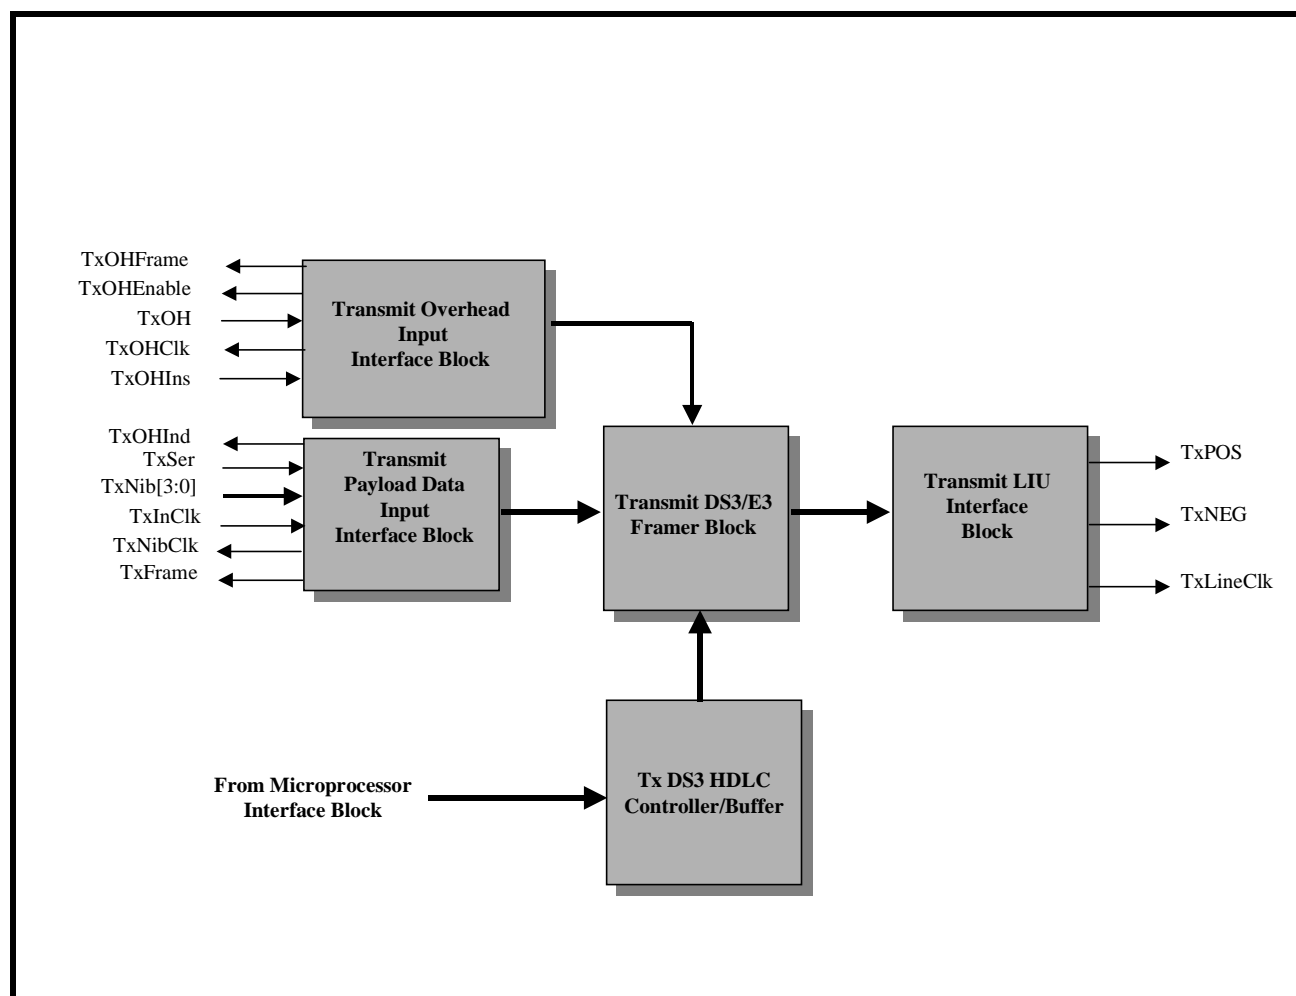 TxOHFrame
TxOHEnable
TxOH
TxOHClk
TxOHIns
Transmit Overhead
Input
Interface Block
TxOHInd
TxSer
TxNib[3:0]
TxInClk
TxNibClk
TxFrame
Transmit
Payload Data
Input
Interface Block
Transmit DS3/E3
Framer Block
Transmit LIU
Interface
Block
TxPOS
TxNEG
TxLineClk
From Microprocessor
Interface Block
Tx DS3 HDLC
Controller/Buffer